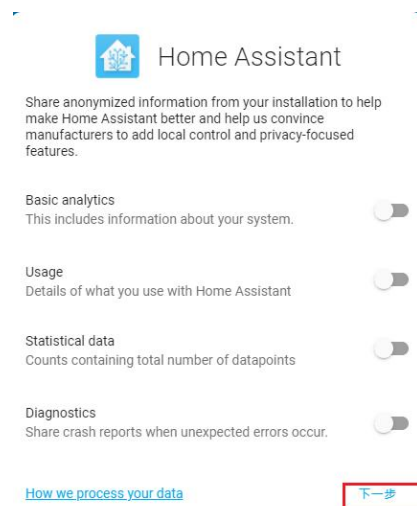 Home Assistant
Share anonymized information from your installation to help
make Home Assistant better and help us convince
manufacturers to add local control and privacy-focused
features.
Basic analytics
This includes information about your system.
Usage
Details of what you use with Home Assistant
Statistical data
Counts containing total number of datapoints
Diagnostics
Share crash reports when unexpected errors occur.
How we process your data
下一步